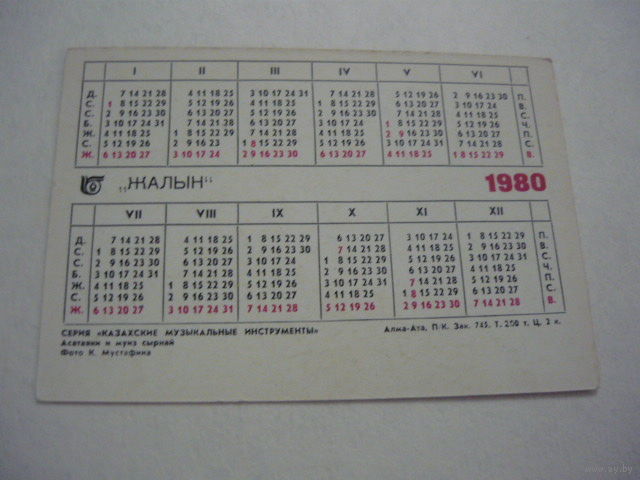 I II III IV V VI
Д. 7 14 21 28 4 11 18 25 3 10 17 24 31 7 14 21 28 5 12 19 26 2 9 16 23 30 П.
С. 1 8 15 22 29 5 12 19 26 4 11 18 25 1 8 15 22 29 6 13 20 27 3 10 17 24 В.
С. 2 9 16 23 30 6 13 20 27 5 12 19 26 2 9 16 23 30 7 14 21 28 4 11 18 25 С.
Б. 3 10 17 24 31 7 14 21 28 6 13 20 27 3 10 17 24 1 8 15 22 29 5 12 19 26 Ч.
Ж. 4 11 18 25 1 8 15 22 29 7 14 21 28 4 11 18 25 2 9 16 23 30 6 13 20 27 П.
С. 5 12 19 26 2 9 16 23 1 8 15 22 29 5 12 19 26 3 10 17 24 31 7 14 21 28 С.
Ж. 6 13 20 27 3 10 17 24 2 9 16 23 30 6 13 20 27 4 11 18 25 1 8 15 22 29 В.
„ЖАЛЫН“ 1980
VII VIII IX X XI XII
Д. 7 14 21 28 4 11 18 25 1 8 15 22 29 6 13 20 27 3 10 17 24 1 8 15 22 29 П.
С. 1 8 15 22 29 5 12 19 26 2 9 16 23 30 7 14 21 28 4 11 18 25 2 9 16 23 30 В.
С. 2 9 16 23 30 6 13 20 27 3 10 17 24 1 8 15 22 29 5 12 19 26 3 10 17 24 31 С.
Б. 3 10 17 24 31 7 14 21 28 4 11 18 25 2 9 16 23 30 6 13 20 27 4 11 18 25 Ч.
Ж. 4 11 18 25 1 8 15 22 29 5 12 19 26 3 10 17 24 31 7 14 21 28 5 12 19 26 П.
С. 5 12 19 26 2 9 16 23 30 6 13 20 27 4 11 18 25 1 8 15 22 29 6 13 20 27 С.
Ж. 6 13 20 27 3 10 17 24 31 7 14 21 28 5 12 19 26 2 9 16 23 30 7 14 21 28 В.
СЕРИЯ «КАЗАХСКИЕ МУЗЫКАЛЬНЫЕ ИНСТРУМЕНТЫ» Алма-Ата, П/К. Зак. 745. Т. 250 т. Ц. 2 к.
Асатаяки и муиз сырнай
Фото К. Мустафина
www.ay.by